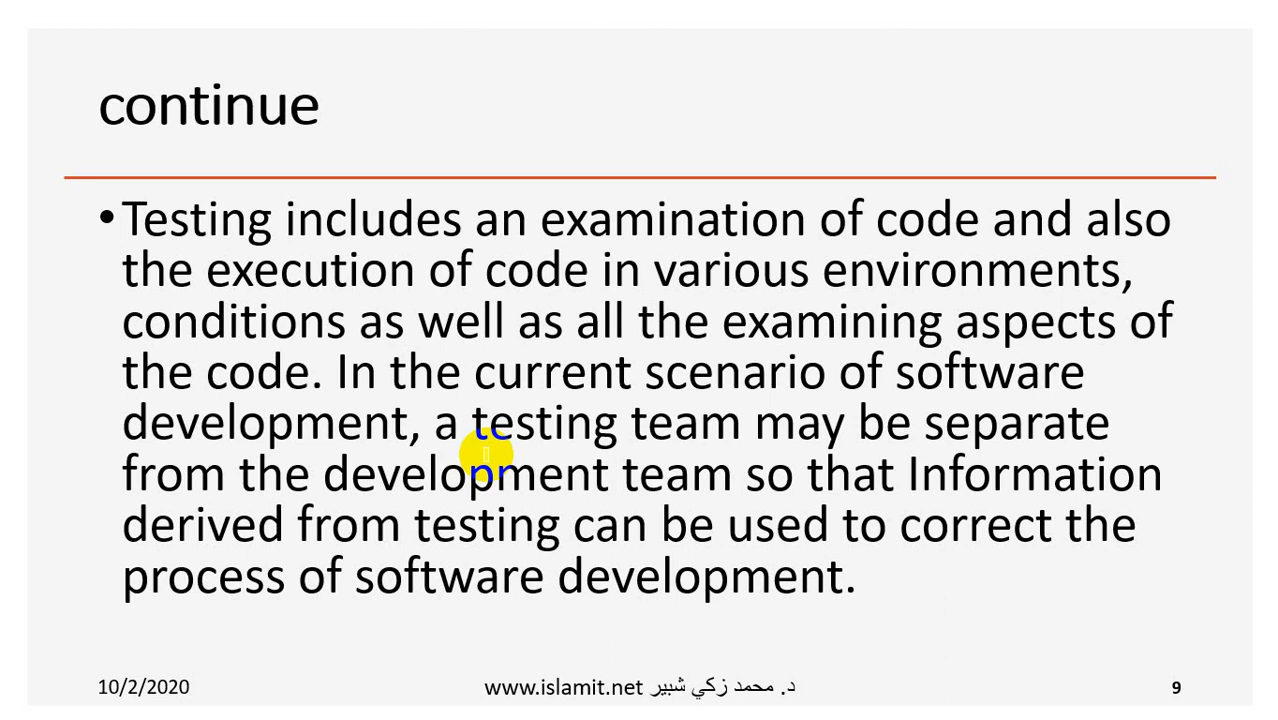 continue
•Testing includes an examination of code and also
the execution of code in various environments,
conditions as well as all the examining aspects of
the code. In the current scenario of software
development, a testing team may be separate
from the development team so that Information
derived from testing can be used to correct the
process of software development.
10/2/2020
www.islamit.net د. محمد زكي شبير
9